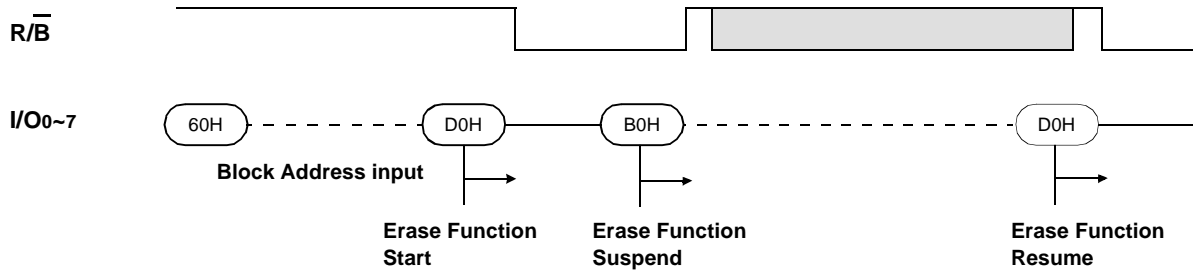 R/B̅
I/O0~7
60H
D0H
B0H
D0H
Block Address input
Erase Function
Start
Erase Function
Suspend
Erase Function
Resume